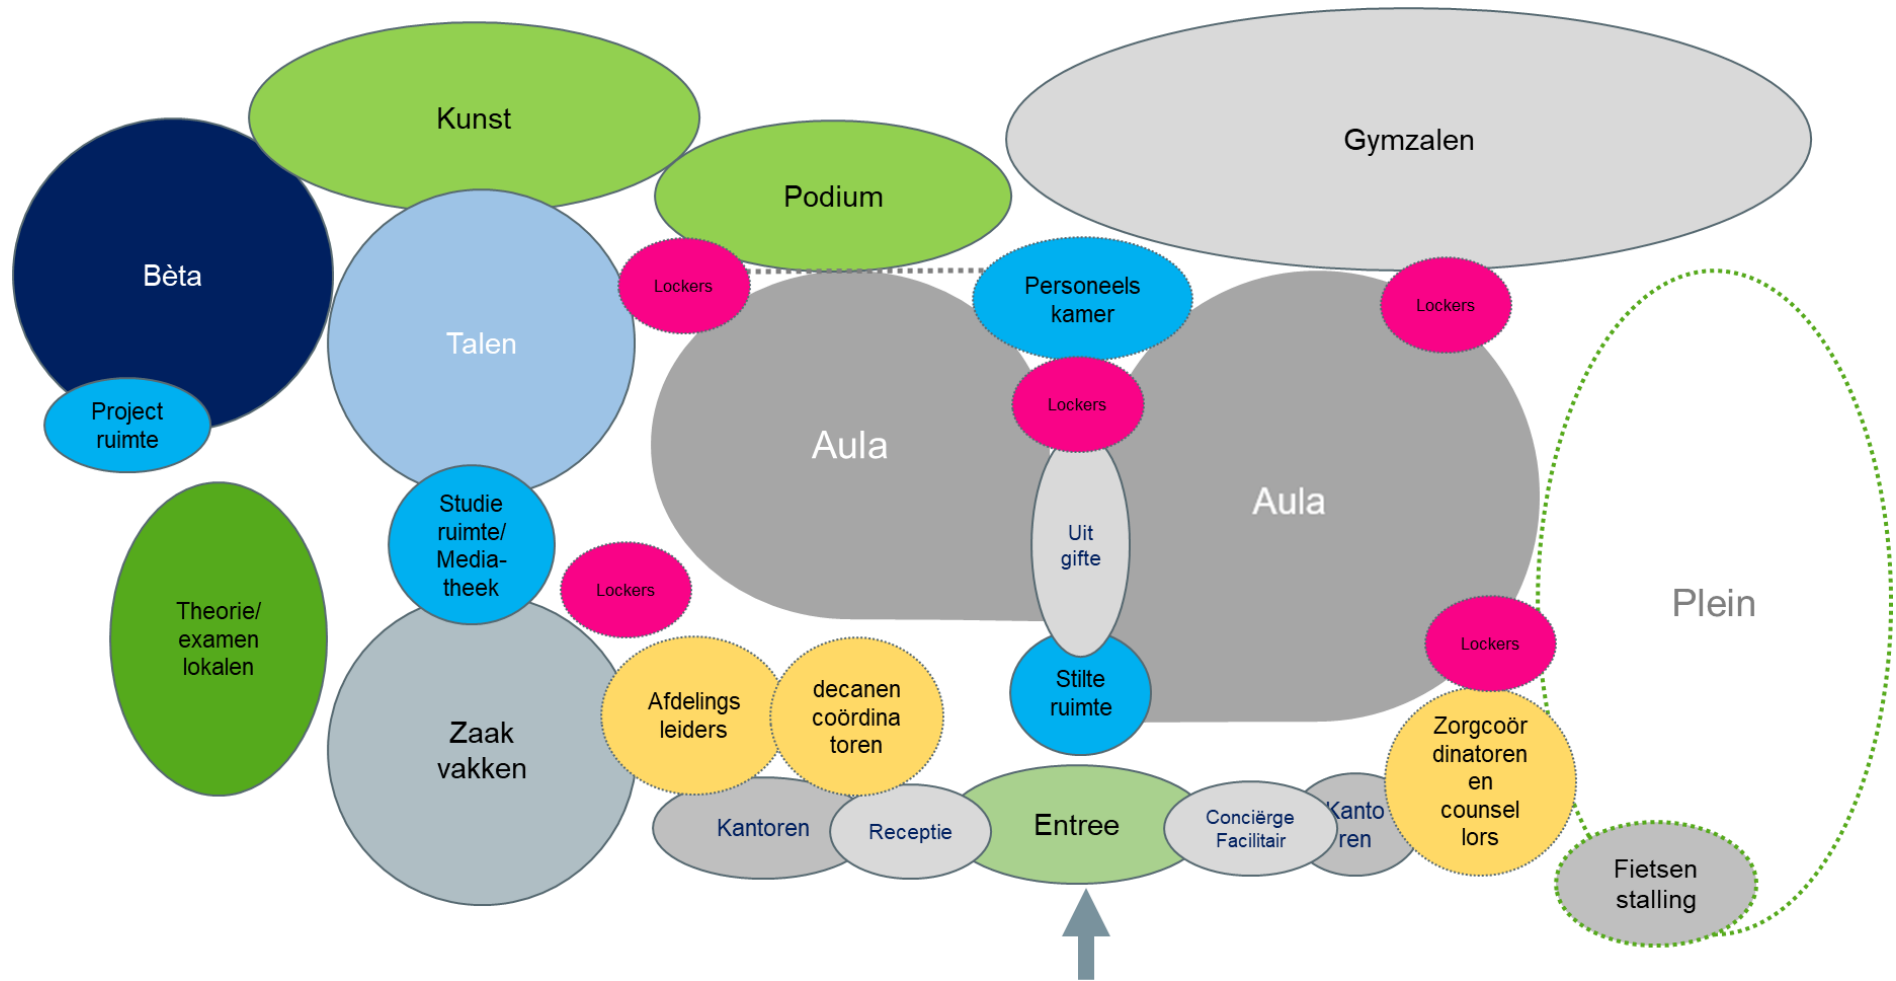 Kunst
Gymzalen
Podium
Bèta
Lockers
Personeels
kamer
Lockers
Talen
Project
ruimte
Lockers
Aula
Aula
Studie
ruimte/
Media-
theek
Uit
gifte
Lockers
Plein
Theorie/
examen
lokalen
Lockers
Afdelings
leiders
decanen
coördina
toren
Stilte
ruimte
Zaak
vakken
Zorgcoör
dinatoren
en
counsel
lors
Kantoren
Receptie
Entree
Conciërge
Facilitair
Kanto
ren
Fietsen
stalling